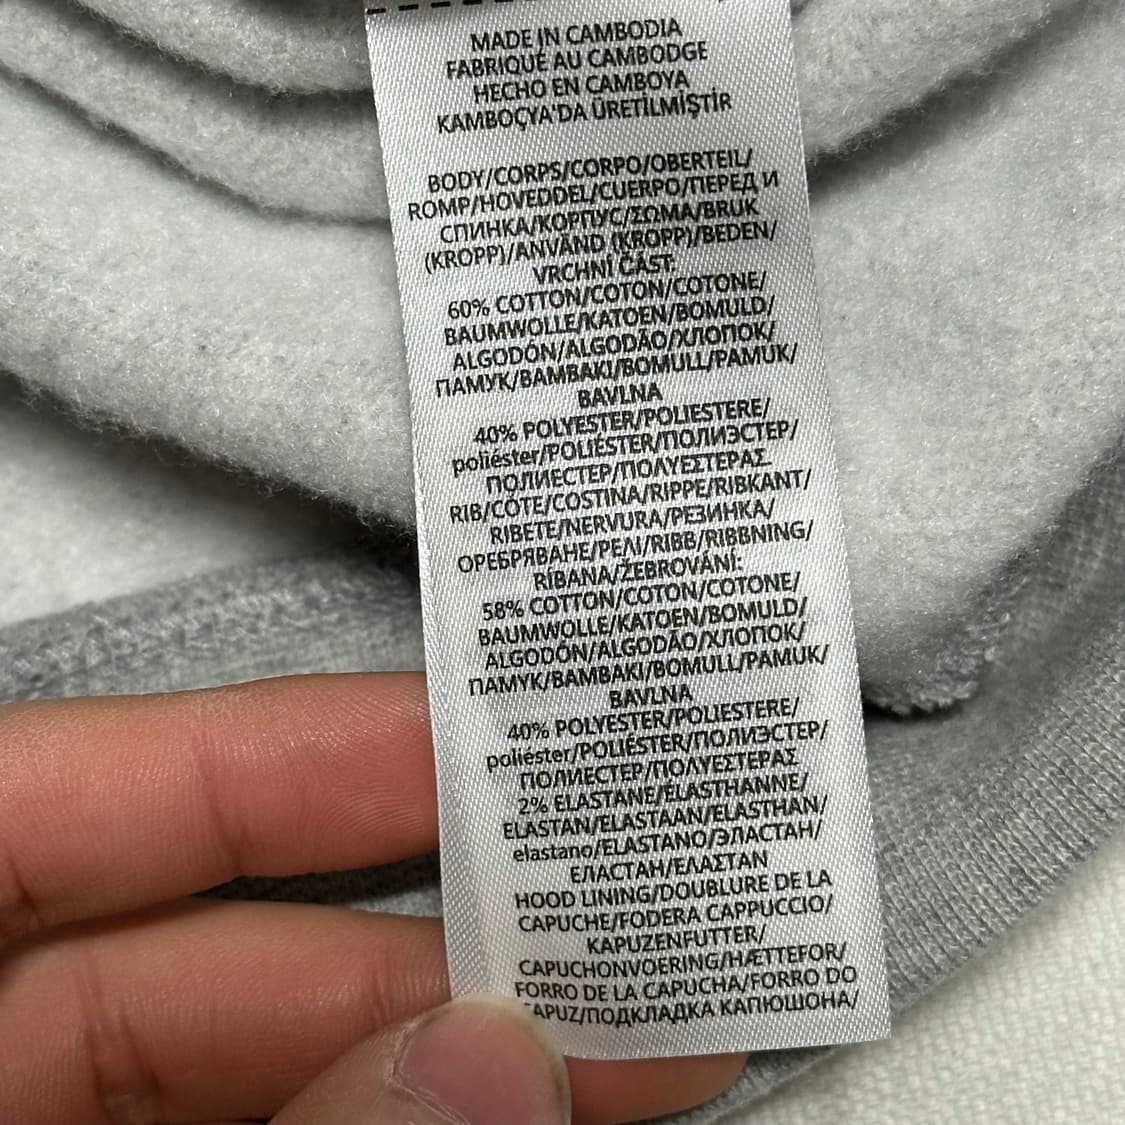 MADE IN CAMBODIA
FABRIQUÉ AU CAMBODGE
HECHO EN CAMBOYA
KAMBOÇYA'DA ÜRETİLMİŞTİR
BODY/CORPS/CORPO/OBERTEIL/
ROMP/HOVEDDEL/CUERPO/ПЕРЕД И
СПИНКА/КОРПУС/ΣΩΜΑ/BRUK
(KROPP)/ANVÄND (KROPP)/BEDEN/
VRCHNÍ ČÁST:
60% COTTON/COTON/COTONE/
BAUMWOLLE/KATOEN/BOMULD/
ALGODÓN/ALGODÃO/ХЛОПОК/
ПАМУК/ΒΑΜΒΑΚΙ/BOMULL/PAMUK/
BAVLNA
40% POLYESTER/POLIESTERE/
poliéster/POLIÉSTER/ПОЛИЭСТЕР/
ПОЛИЕСТЕР/ΠΟΛΥΕΣΤΕΡΑΣ
RIB/CÔTE/COSTINA/RIPPE/RIBKANT/
RIBETE/NERVURA/РЕЗИНКА/
ОРЕБРЯВАНЕ/ΡΕΛΙ/RIBB/RIBBNING/
RİBANA/ŽEBROVÁNÍ:
58% COTTON/COTON/COTONE/
BAUMWOLLE/KATOEN/BOMULD/
ALGODÓN/ALGODÃO/ХЛОПОК/
ПАМУК/ΒΑΜΒΑΚΙ/BOMULL/PAMUK/
BAVLNA
40% POLYESTER/POLIESTERE/
poliéster/POLIÉSTER/ПОЛИЭСТЕР/
ПОЛИЕСТЕР/ΠΟΛΥΕΣΤΕΡΑΣ
2% ELASTANE/ÉLASTHANNE/
ELASTAN/ELASTAAN/ELASTHAN/
elastano/ELASTANO/ЭЛАСТАН/
ЕЛАСТАН/ΕΛΑΣΤΑΝ
HOOD LINING/DOUBLURE DE LA
CAPUCHE/FODERA CAPPUCCIO/
KAPUZENFUTTER/
CAPUCHONVOERING/HÆTTEFOR/
FORRO DE LA CAPUCHA/FORRO DO
CAPUZ/ПОДКЛАДКА КАПЮШОНА/